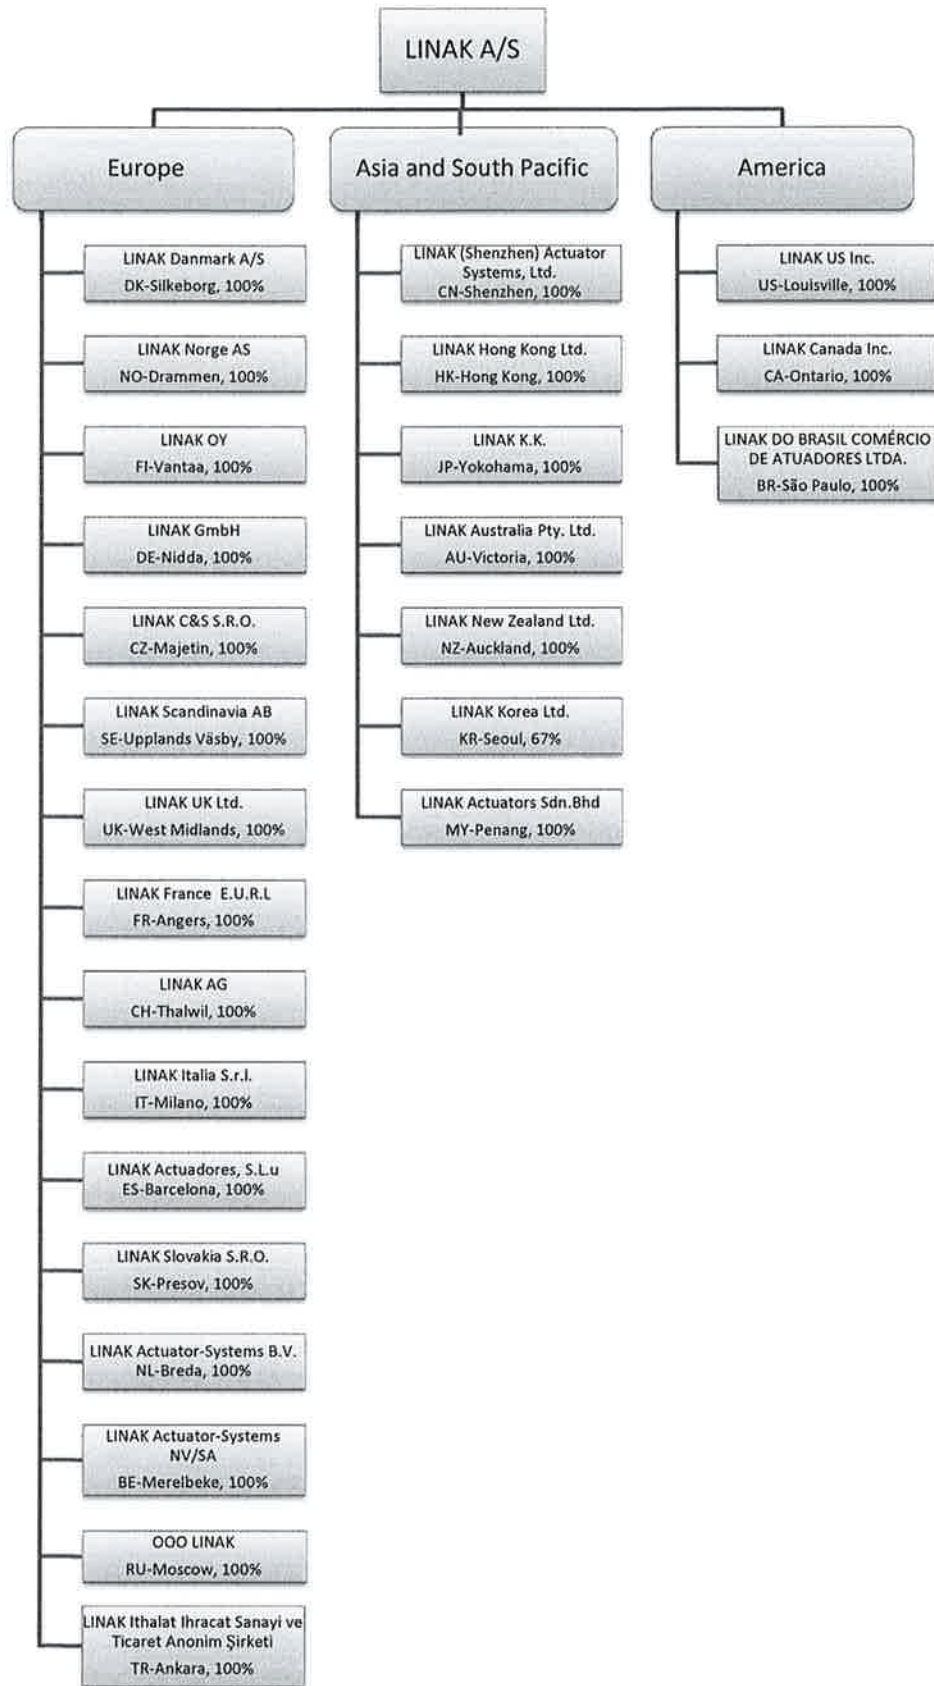 LINAK A/S
Europe
LINAK Danmark A/S
DK-Silkeborg, 100%
LINAK Norge AS
NO-Drammen, 100%
LINAK OY
FI-Vantaa, 100%
LINAK GmbH
DE-Nidda, 100%
LINAK C&S S.R.O.
CZ-Majetin, 100%
LINAK Scandinavia AB
SE-Upplands Väsby, 100%
LINAK UK Ltd.
UK-West Midlands, 100%
LINAK France E.U.R.L
FR-Angers, 100%
LINAK AG
CH-Thalwil, 100%
LINAK Italia S.r.l.
IT-Milano, 100%
LINAK Actuadores, S.L.u
ES-Barcelona, 100%
LINAK Slovakia S.R.O.
SK-Presov, 100%
LINAK Actuator-Systems B.V.
NL-Breda, 100%
LINAK Actuator-Systems
NV/SA
BE-Merelbeke, 100%
OOO LINAK
RU-Moscow, 100%
LINAK Ithalat Ihracat Sanayi ve
Ticaret Anonim Şirketi
TR-Ankara, 100%
Asia and South Pacific
LINAK (Shenzhen) Actuator
Systems, Ltd.
CN-Shenzhen, 100%
LINAK Hong Kong Ltd.
HK-Hong Kong, 100%
LINAK K.K.
JP-Yokohama, 100%
LINAK Australia Pty. Ltd.
AU-Victoria, 100%
LINAK New Zealand Ltd.
NZ-Auckland, 100%
LINAK Korea Ltd.
KR-Seoul, 67%
LINAK Actuators Sdn.Bhd
MY-Penang, 100%
America
LINAK US Inc.
US-Louisville, 100%
LINAK Canada Inc.
CA-Ontario, 100%
LINAK DO BRASIL COMÉRCIO
DE ATUADORES LTDA.
BR-São Paulo, 100%